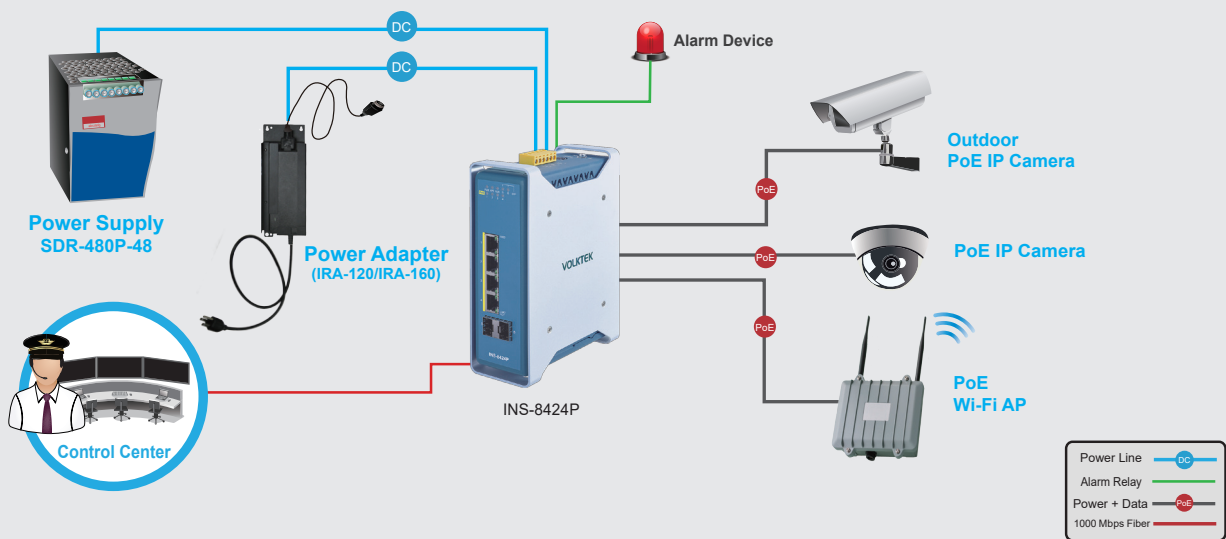 DC
DC
Alarm Device
Outdoor
PoE IP Camera
PoE
Power Supply
SDR-480P-48
Power Adapter
(IRA-120/IRA-160)
VOLKTEK
PoE
PoE IP Camera
PoE
INS-8424P
INS-8424P
PoE
Wi-Fi AP
Control Center
Power Line
DC
Alarm Relay
Power + Data
PoE
1000 Mbps Fiber